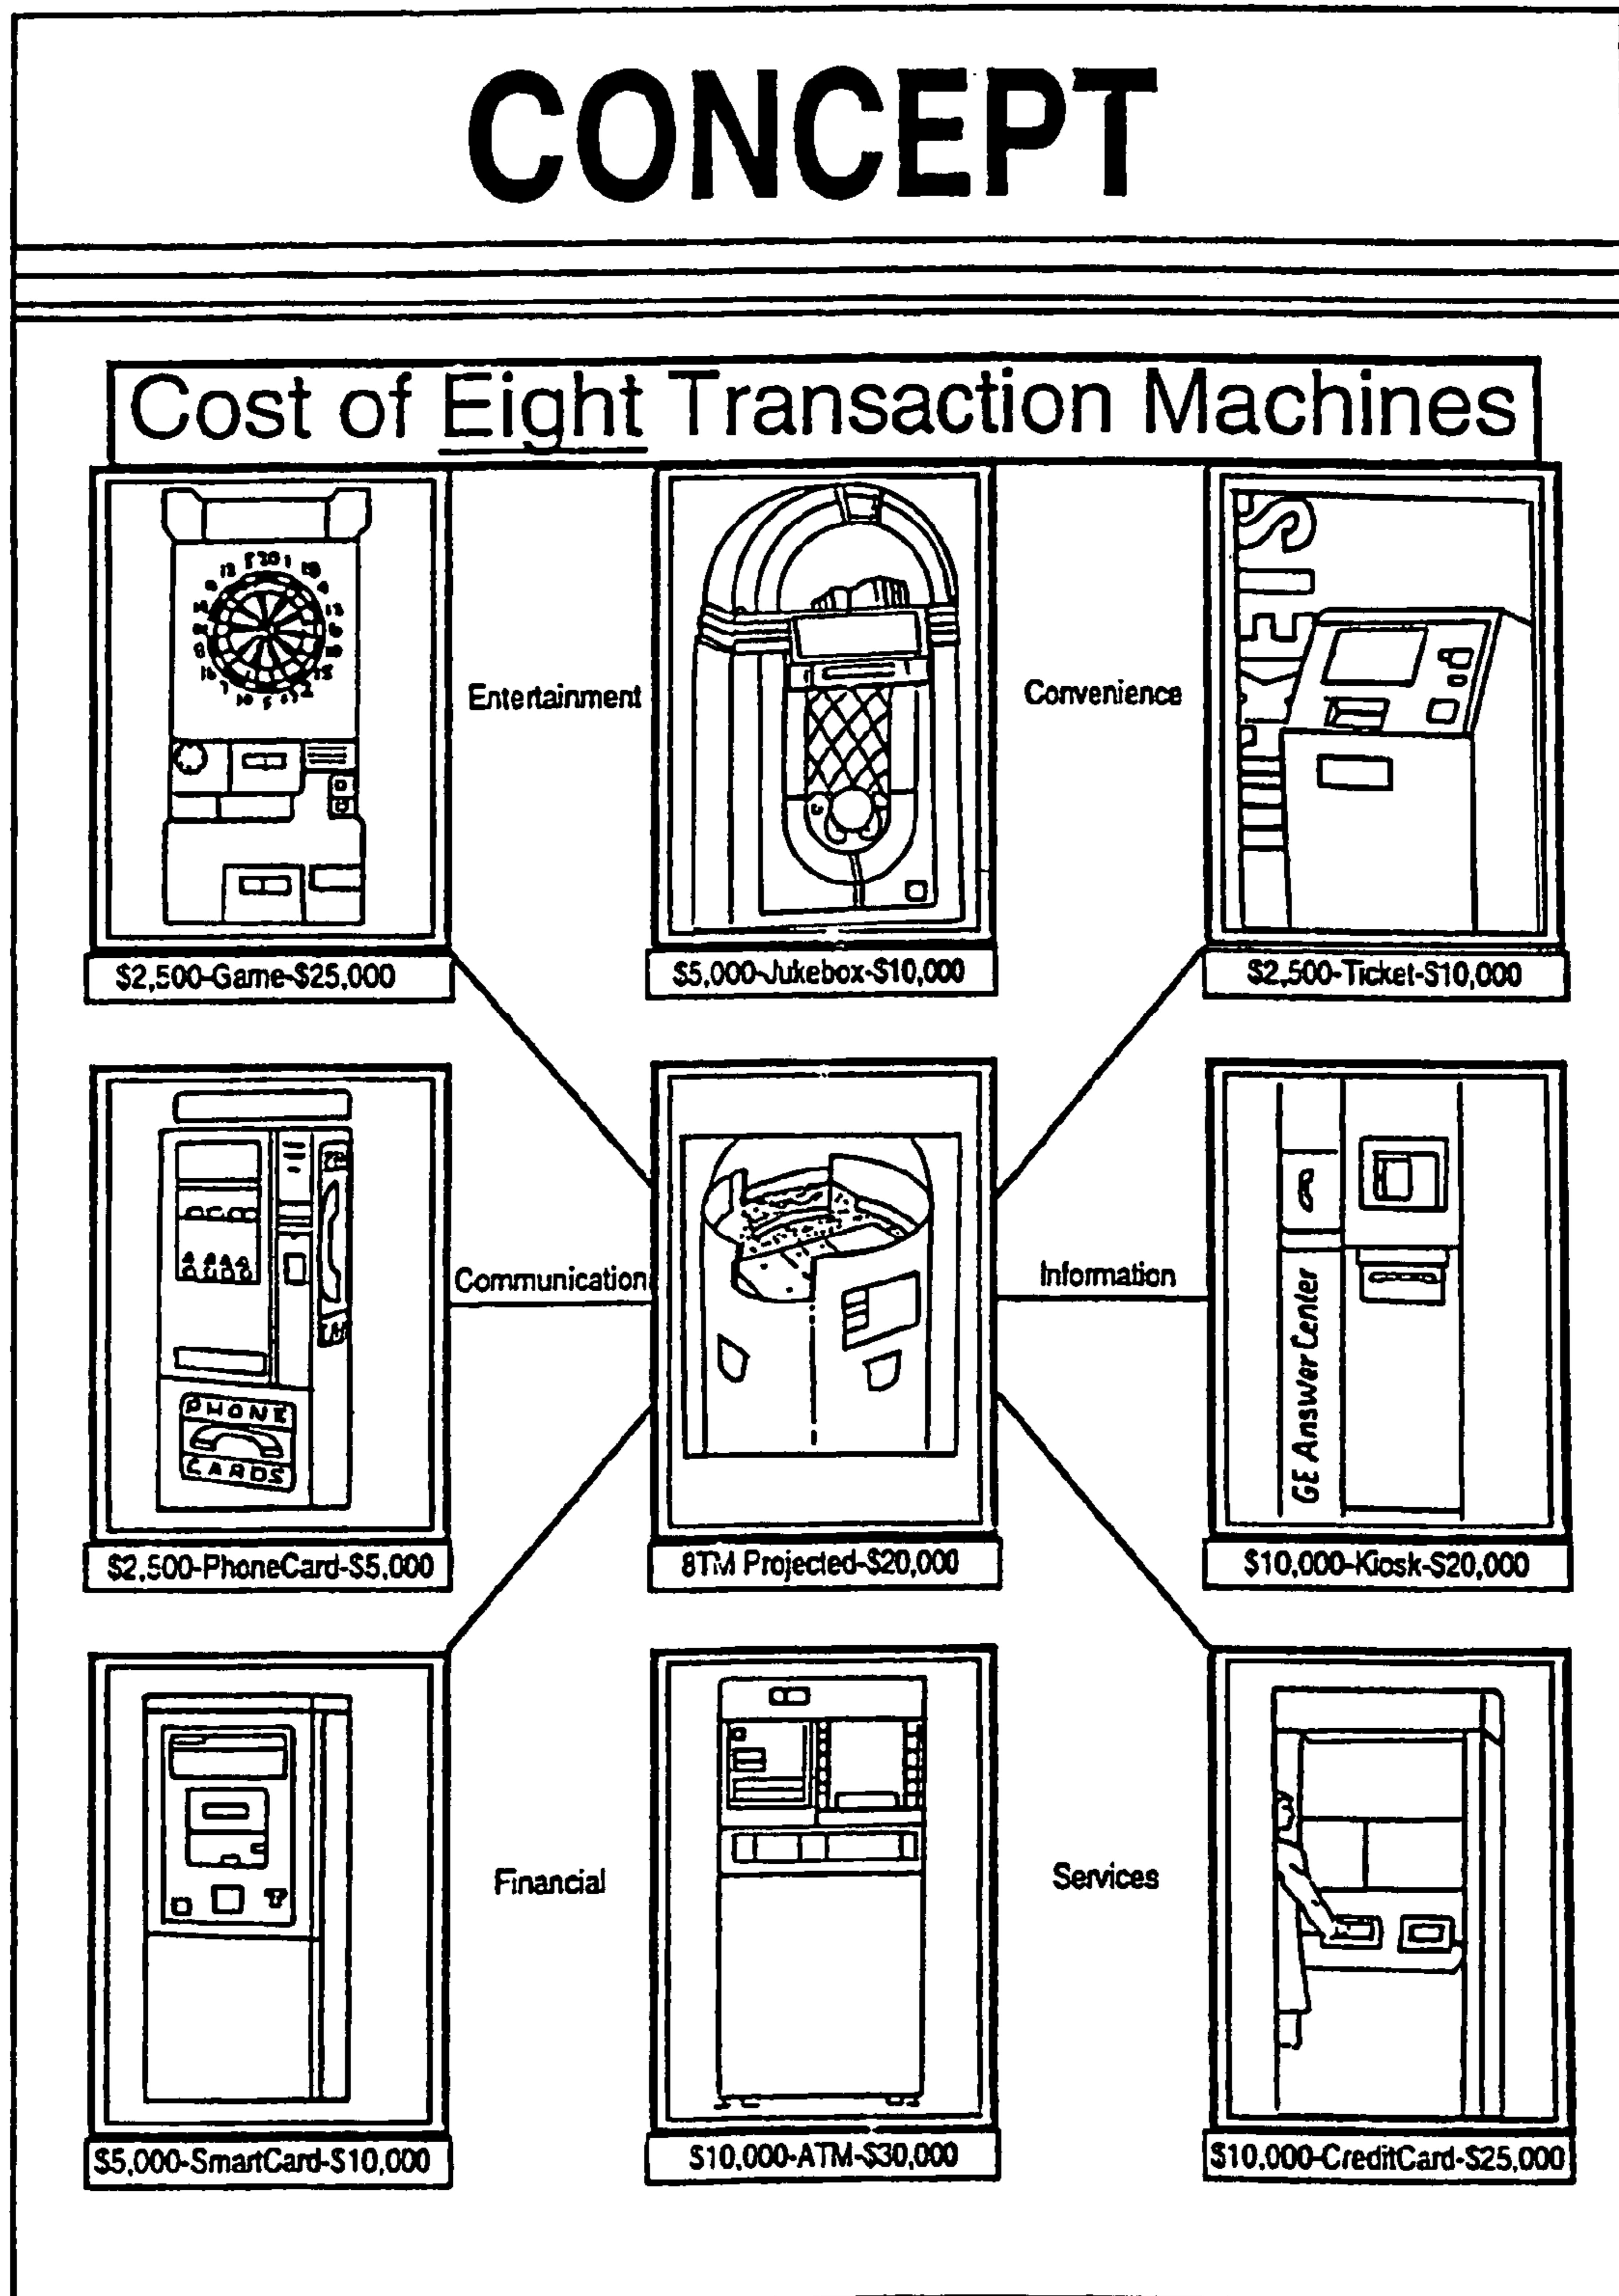 CONCEPT
Cost of Eight Transaction Machines
Entertainment
Convenience
TICKETS
$2,500-Game-$25,000
$5,000-Jukebox-$10,000
$2,500-Ticket-$10,000
Communication
Information
PHONE
CARDS
GE Answer Center
$2,500-PhoneCard-$5,000
8TM Projected-$20,000
$10,000-Kiosk-$20,000
Financial
Services
$5,000-SmartCard-$10,000
$10,000-ATM-$30,000
$10,000-CreditCard-$25,000